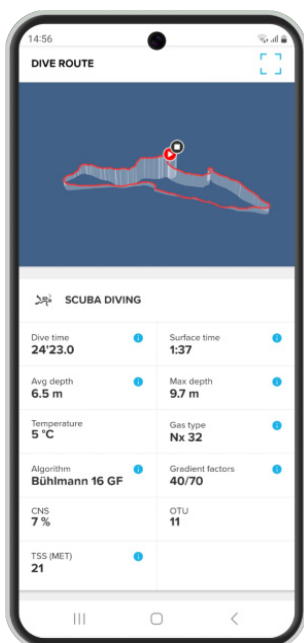 14:56
DIVE ROUTE
SCUBA DIVING
Dive time
24'23.0
Surface time
1:37
Avg depth
6.5 m
Max depth
9.7 m
Temperature
5 °C
Gas type
Nx 32
Algorithm
Bühlmann 16 GF
Gradient factors
40/70
CNS
7 %
OTU
11
TSS (MET)
21